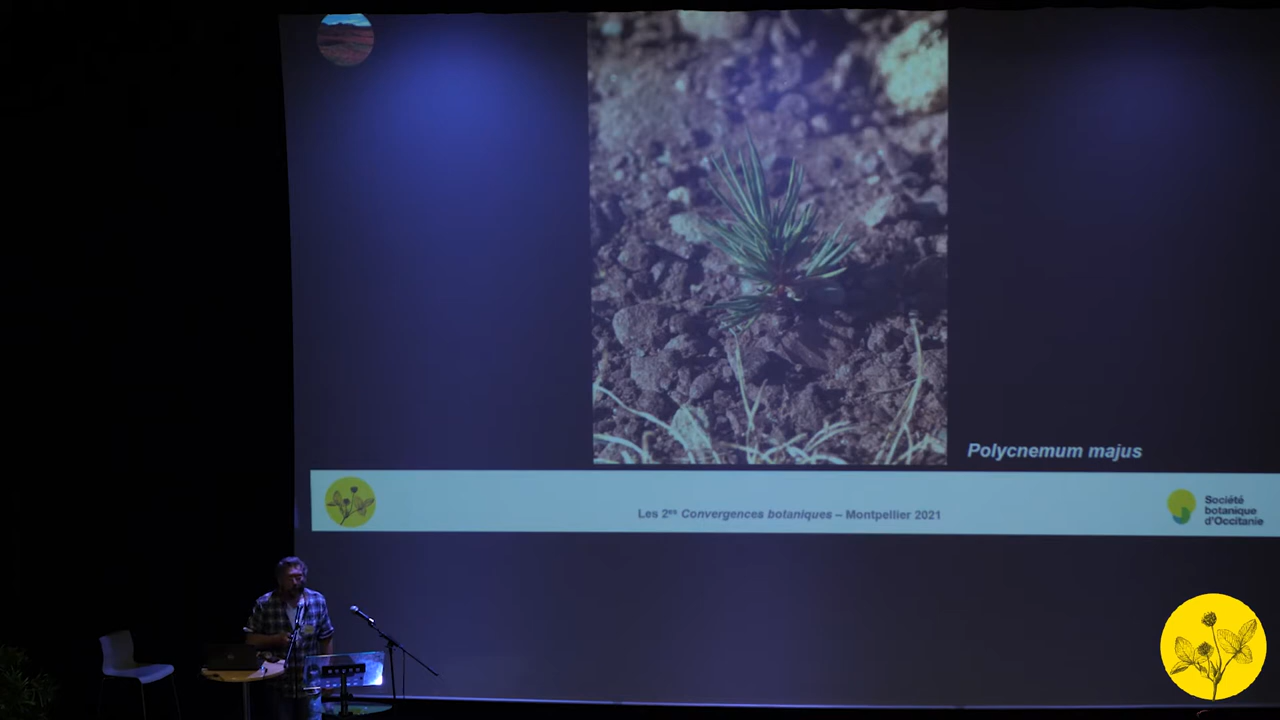 Polycnemum majus
Les 2es Convergences botaniques – Montpellier 2021
Société
botanique
d'Occitanie